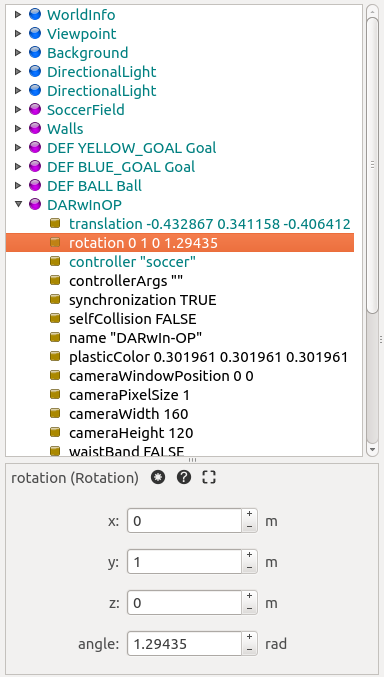 WorldInfo
Viewpoint
Background
DirectionalLight
DirectionalLight
SoccerField
Walls
DEF YELLOW_GOAL Goal
DEF BLUE_GOAL Goal
DEF BALL Ball
DARwInOP
translation -0.432867 0.341158 -0.406412
rotation 0 1 0 1.29435
controller "soccer"
controllerArgs ""
synchronization TRUE
selfCollision FALSE
name "DARwIn-OP"
plasticColor 0.301961 0.301961 0.301961
cameraWindowPosition 0 0
cameraPixelSize 1
cameraWidth 160
cameraHeight 120
waistBand FALSE
rotation (Rotation)
x: 0 m
y: 1 m
z: 0 m
angle: 1.29435 rad